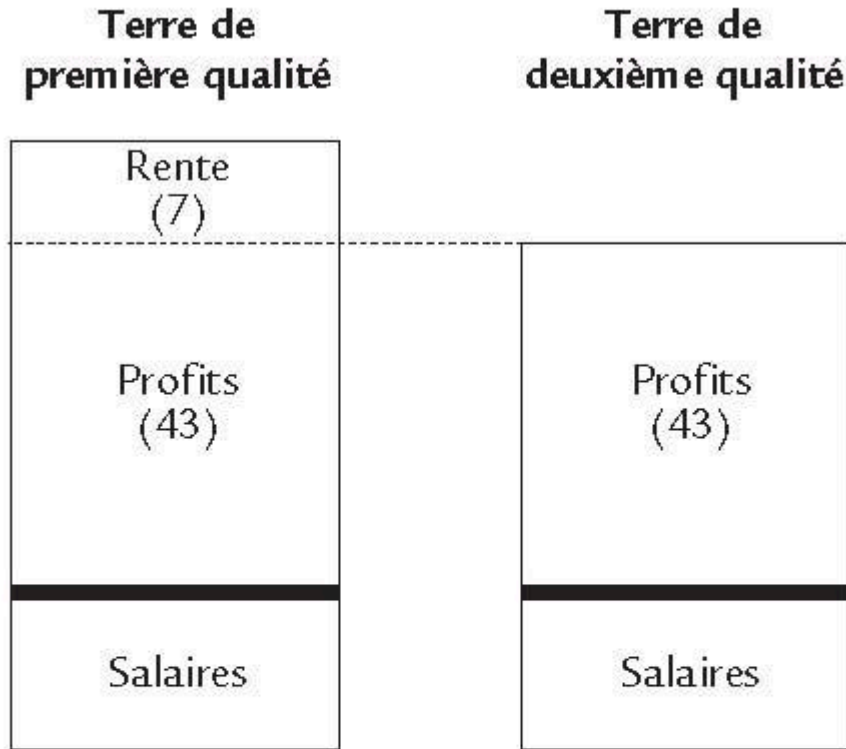 Terre de
première qualité
Terre de
deuxième qualité
Rente
(7)
Profits
(43)
Profits
(43)
Salaires
Salaires